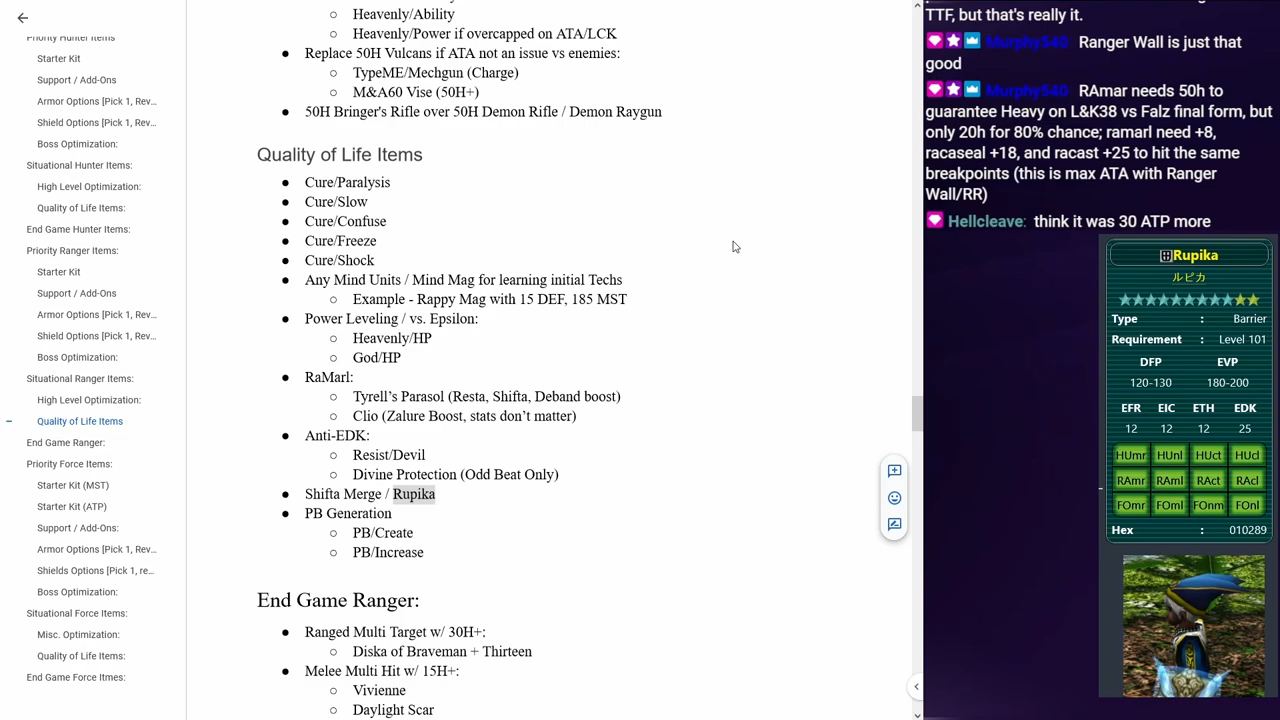 Priority Hunter Items
Starter Kit
Support / Add-Ons
Armor Options [Pick 1, Rev...
Shield Options [Pick 1, Rev...
Boss Optimization:
Situational Hunter Items:
High Level Optimization:
Quality of Life Items:
End Game Hunter Items:
Priority Ranger Items:
Starter Kit
Support / Add-Ons
Armor Options [Pick 1, Rev...
Shield Options [Pick 1, Rev...
Boss Optimization:
Situational Ranger Items:
High Level Optimization:
Quality of Life Items
End Game Ranger:
Priority Force Items:
Starter Kit (MST)
Starter Kit (ATP)
Support / Add-Ons:
Armor Options [Pick 1, Rev...
Shields Options [Pick 1, re...
Boss Optimization:
Situational Force Items:
Misc. Optimization:
Quality of Life Items:
End Game Force Itmes:
Heavenly/Ability
Heavenly/Power if overcapped on ATA/LCK
Replace 50H Vulcans if ATA not an issue vs enemies:
TypeME/Mechgun (Charge)
M&A60 Vise (50H+)
50H Bringer's Rifle over 50H Demon Rifle / Demon Raygun
Quality of Life Items
Cure/Paralysis
Cure/Slow
Cure/Confuse
Cure/Freeze
Cure/Shock
Any Mind Units / Mind Mag for learning initial Techs
Example - Rappy Mag with 15 DEF, 185 MST
Power Leveling / vs. Epsilon:
Heavenly/HP
God/HP
RaMarl:
Tyrell's Parasol (Resta, Shifta, Deband boost)
Clio (Zalure Boost, stats don't matter)
Anti-EDK:
Resist/Devil
Divine Protection (Odd Beat Only)
Shifta Merge / Rupika
PB Generation
PB/Create
PB/Increase
End Game Ranger:
Ranged Multi Target w/ 30H+:
Diska of Braveman + Thirteen
Melee Multi Hit w/ 15H+:
Vivienne
Daylight Scar
TTF, but that's really it.
Murphy540 Ranger Wall is just that
good
Murphy540 RAmar needs 50h to
guarantee Heavy on L&K38 vs Falz final form, but
only 20h for 80% chance; ramarl need +8,
racaseal +18, and racast +25 to hit the same
breakpoints (this is max ATA with Ranger
Wall/RR)
Hellcleave: think it was 30 ATP more
Rupika
ルピカ
Type : Barrier
Requirement : Level 101
DFP EVP
120-130 180-200
EFR EIC ETH EDK
12 12 12 25
HUmr HUnl HUct HUcl
RAmr RAml RAct RAcl
FOmr FOml FOnm FOnl
Hex : 010289